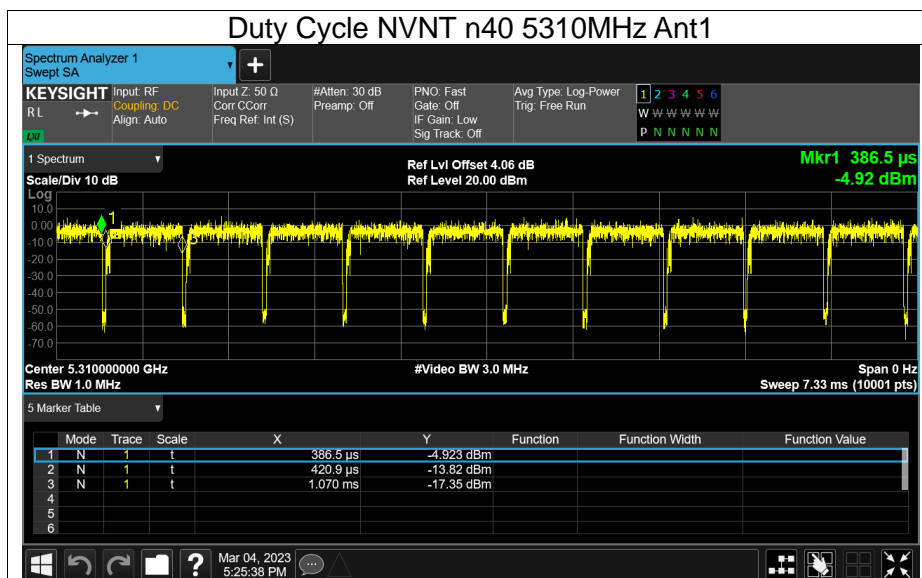 Duty Cycle NVNT n40 5310MHz Ant1
Spectrum Analyzer 1
Swept SA
KEYSIGHT Input: RF Input Z: 50 Ω #Atten: 30 dB PNO: Fast Avg Type: Log-Power 1 2 3 4 5 6
R L Coupling: DC Corr CCorr Preamp: Off Gate: Off Trig: Free Run W W W W W W
Align: Auto Freq Ref: Int (S) IF Gain: Low
LXI Sig Track: Off P N N N N N
1 Spectrum Ref Lvl Offset 4.06 dB Mkr1 386.5 µs
Scale/Div 10 dB Ref Level 20.00 dBm -4.92 dBm
Log
10.0
1
0.00
-10.0
-20.0
-30.0
-40.0
-50.0
-60.0
-70.0
Center 5.310000000 GHz #Video BW 3.0 MHz Span 0 Hz
Res BW 1.0 MHz Sweep 7.33 ms (10001 pts)
5 Marker Table
Mode Trace Scale X Y Function Function Width Function Value
1 N 1 t 386.5 µs -4.923 dBm
2 N 1 t 420.9 µs -13.82 dBm
3 N 1 t 1.070 ms -17.35 dBm
4
5
6
? Mar 04, 2023
5:25:38 PM